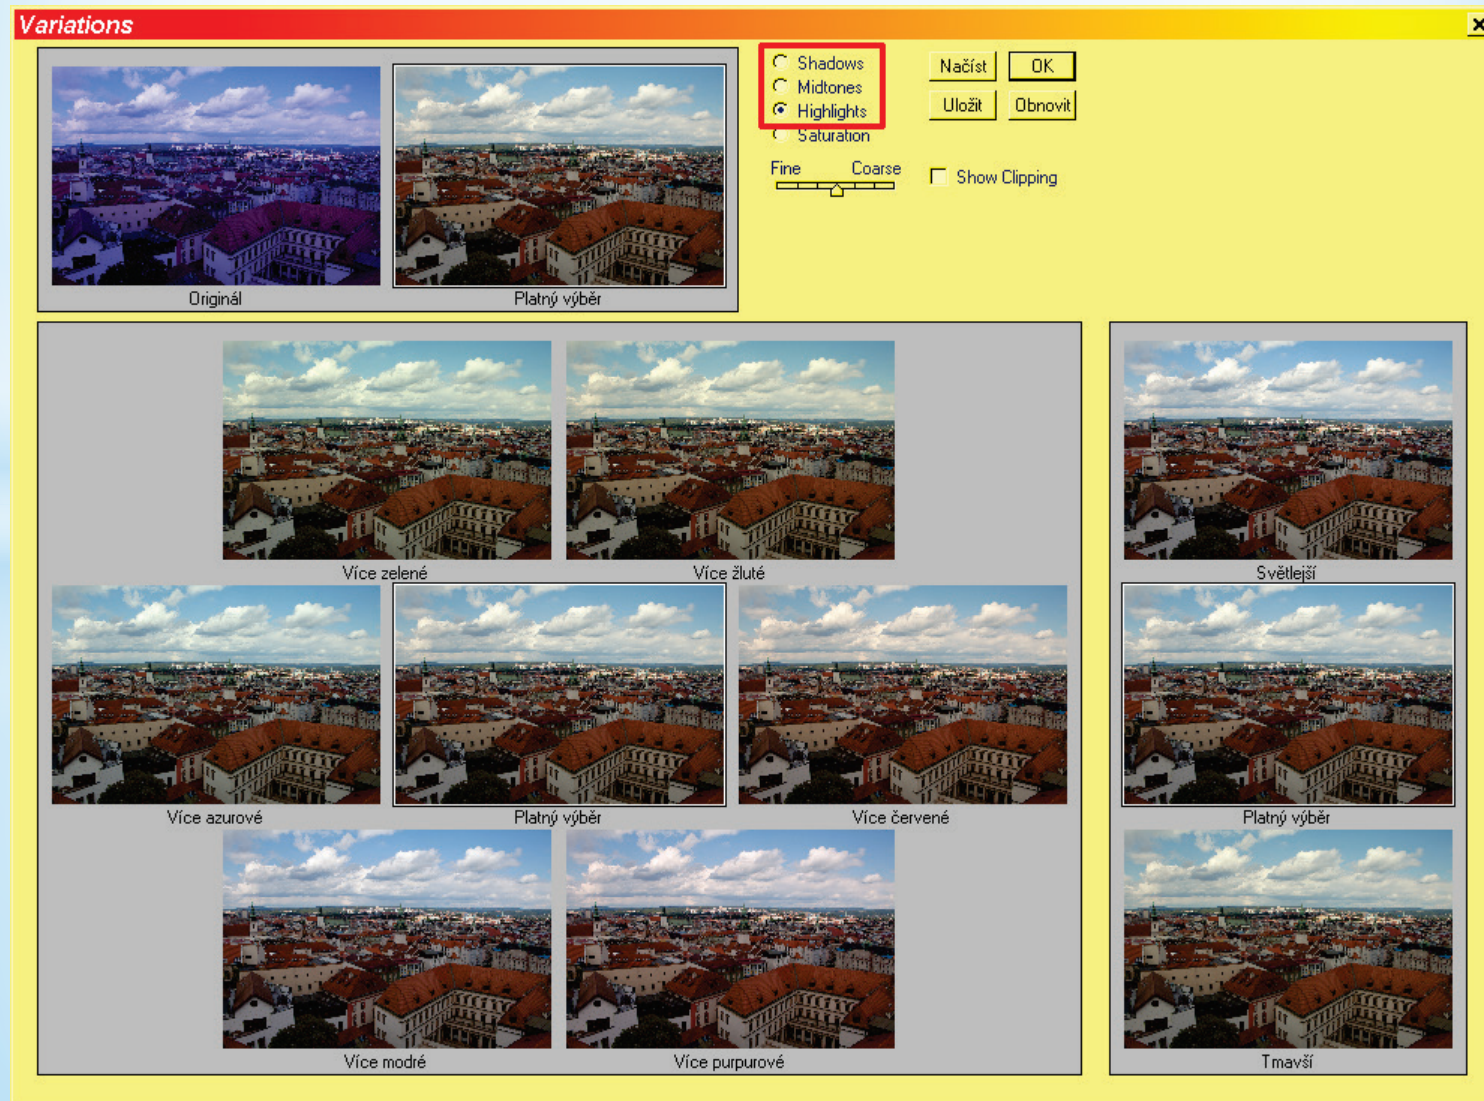 Variations
Shadows
Midtones
Highlights
Saturation
Načíst
OK
Uložit
Obnovit
Fine
Coarse
Show Clipping
Originál
Platný výběr
Více zelené
Více žluté
Světlejší
Více azurové
Platný výběr
Více červené
Platný výběr
Více modré
Více purpurové
Tmavší